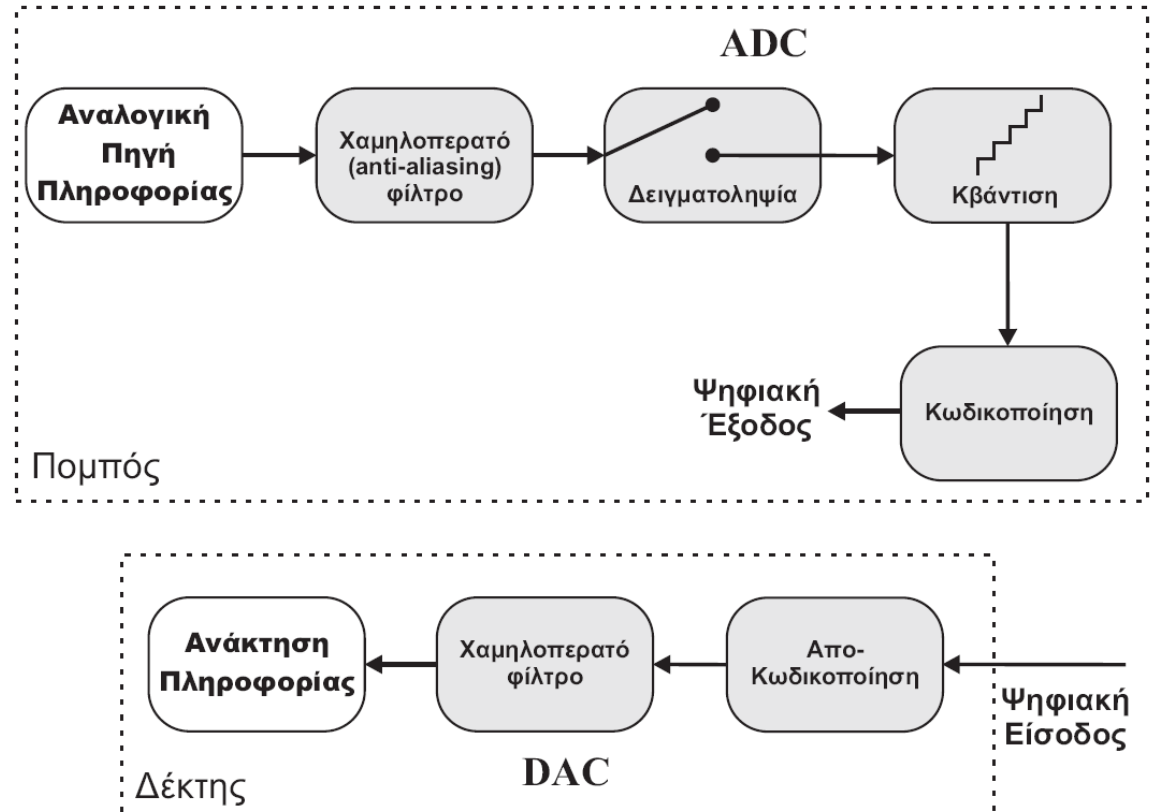 ADC
Αναλογική
Πηγή
Πληροφορίας
Χαμηλοπερατό
(anti-aliasing)
φίλτρο
Δειγματοληψία
Κβάντιση
Κωδικοποίηση
Ψηφιακή
Έξοδος
Πομπός
Ανάκτηση
Πληροφορίας
Χαμηλοπερατό
φίλτρο
Απο-
Κωδικοποίηση
Ψηφιακή
Είσοδος
DAC
Δέκτης